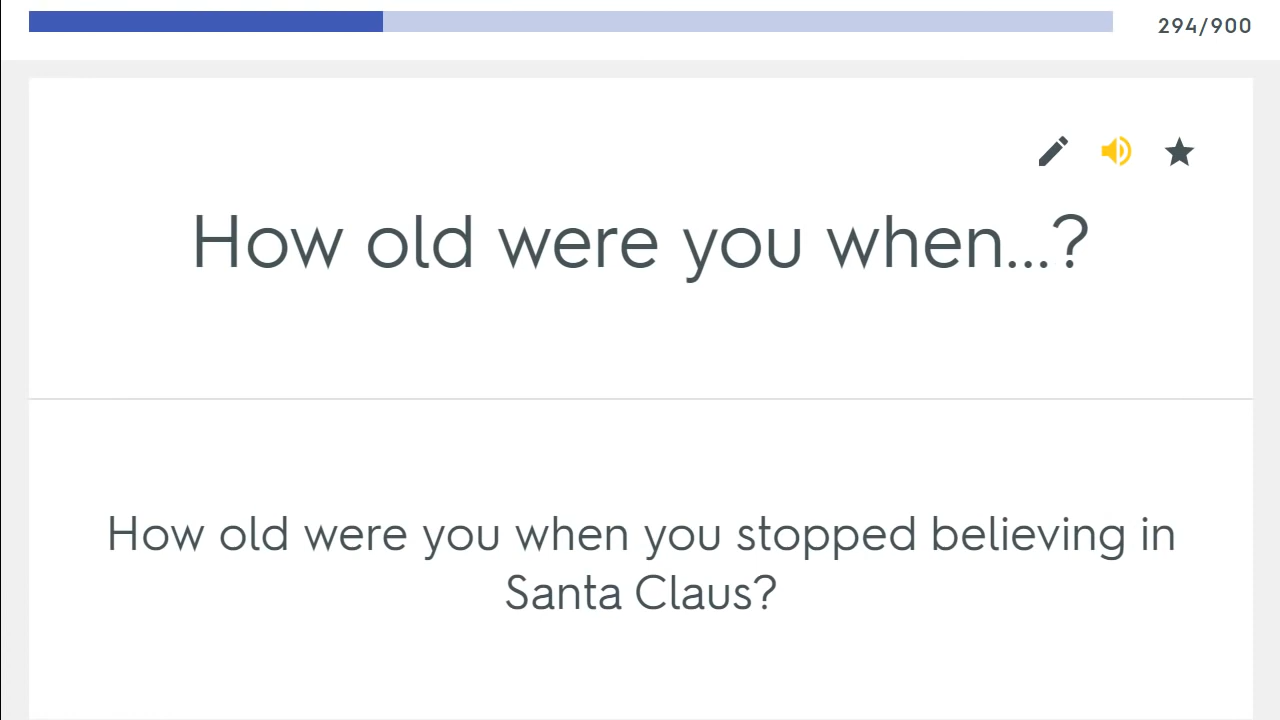 294/900
How old were you when...?
How old were you when you stopped believing in
Santa Claus?